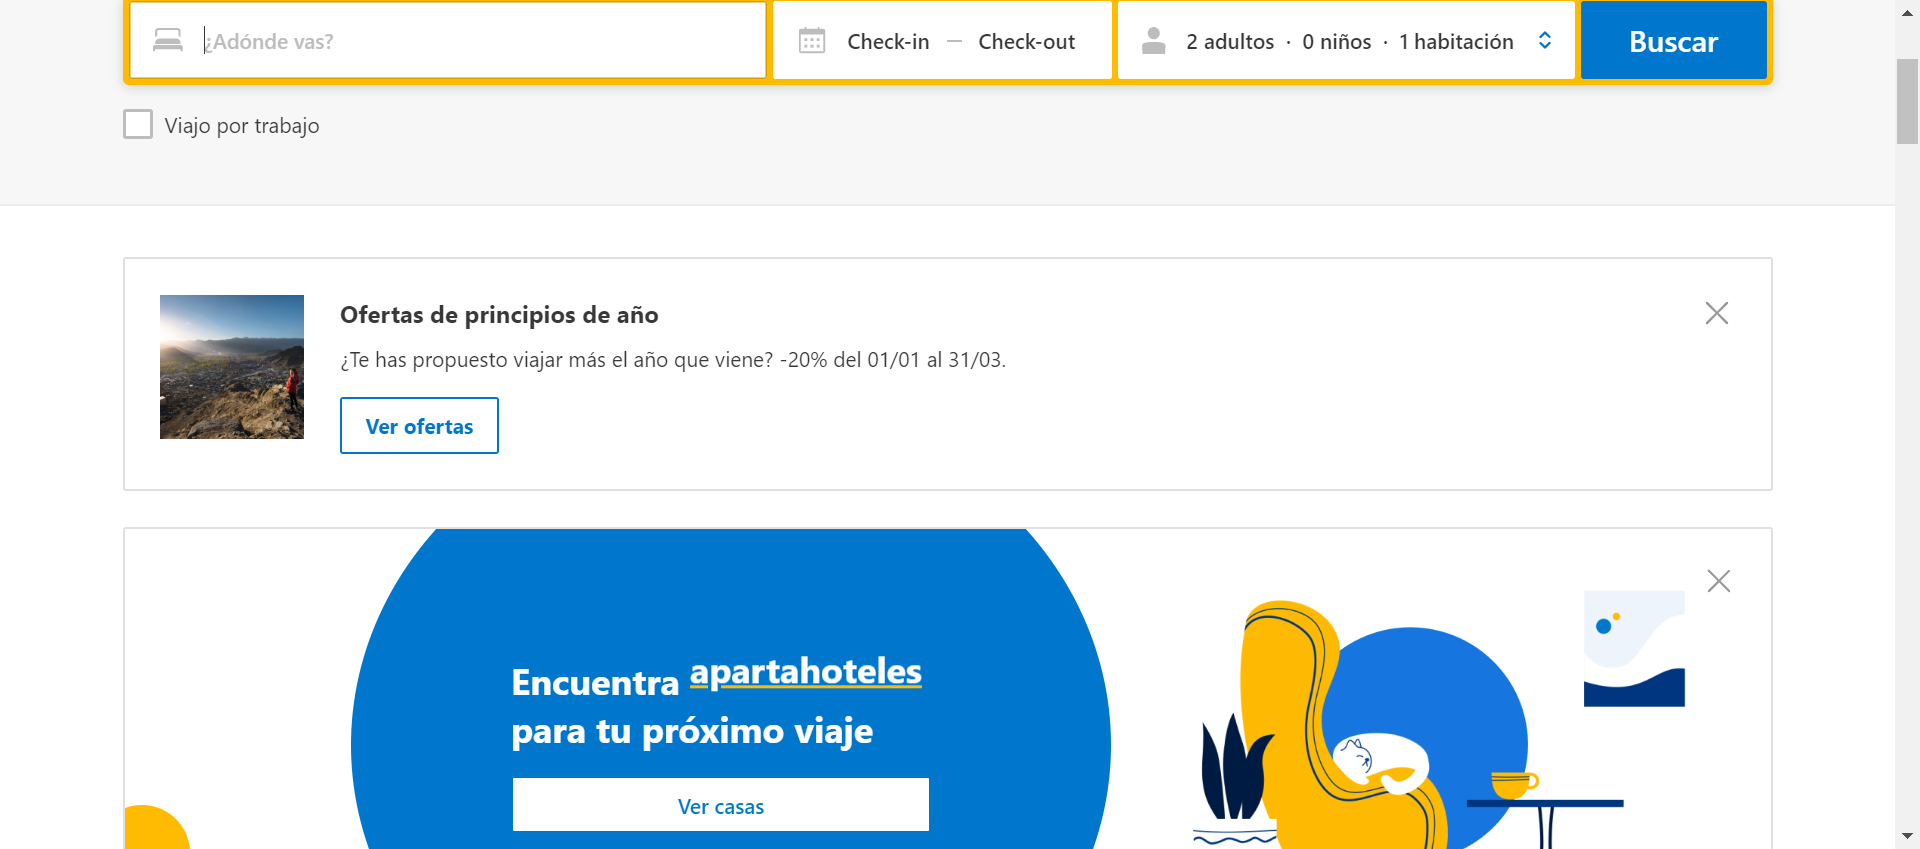 ¿Adónde vas?
Check-in — Check-out
2 adultos · 0 niños · 1 habitación
Buscar
Viajo por trabajo
Ofertas de principios de año
¿Te has propuesto viajar más el año que viene? -20% del 01/01 al 31/03.
Ver ofertas
Encuentra apartahoteles
para tu próximo viaje
Ver casas